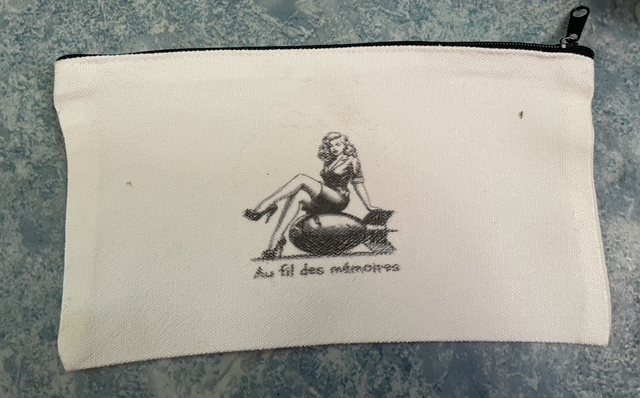 Au fil des mémoires